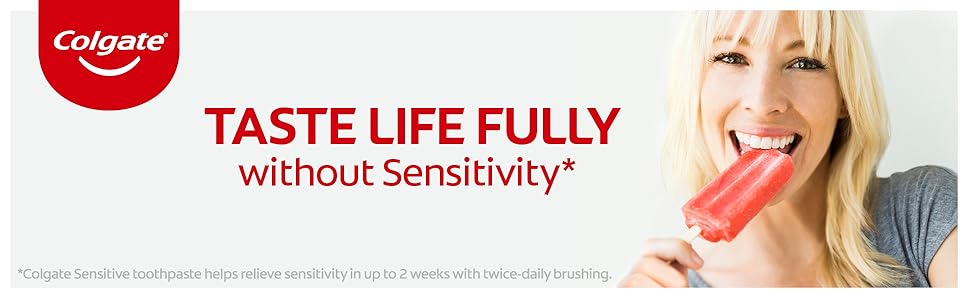 Colgate®
TASTE LIFE FULLY
without Sensitivity*
*Colgate Sensitive toothpaste helps relieve sensitivity in up to 2 weeks with twice-daily brushing.